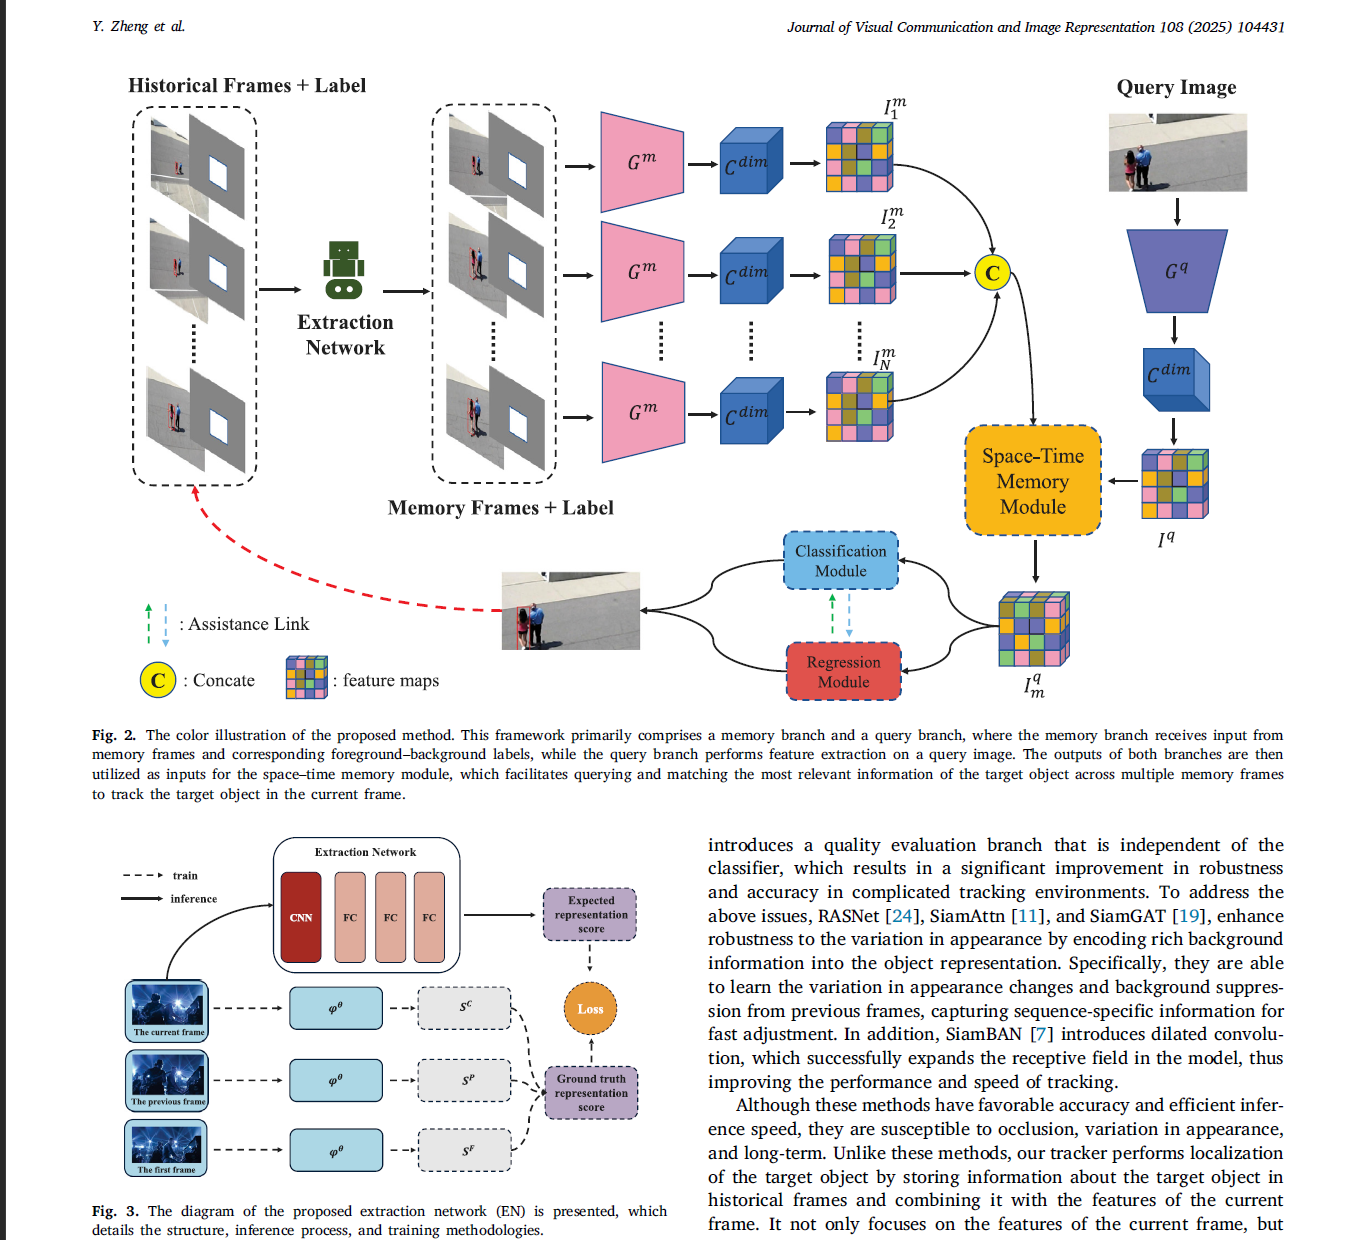 Y. Zheng et al.
Journal of Visual Communication and Image Representation 108 (2025) 104431
Historical Frames + Label
Extraction
Network
Memory Frames + Label
G^m
C^dim
I_1^m
G^m
C^dim
I_2^m
G^m
C^dim
I_N^m
C
Query Image
G^q
C^dim
I^q
Space-Time
Memory
Module
I_m^q
Classification
Module
Regression
Module
: Assistance Link
C : Concate
: feature maps
Fig. 2. The color illustration of the proposed method. This framework primarily comprises a memory branch and a query branch, where the memory branch receives input from
memory frames and corresponding foreground–background labels, while the query branch performs feature extraction on a query image. The outputs of both branches are then
utilized as inputs for the space–time memory module, which facilitates querying and matching the most relevant information of the target object across multiple memory frames
to track the target object in the current frame.
train
inference
Extraction Network
CNN
FC
FC
FC
Expected
representation
score
Loss
Ground truth
representation
score
The current frame
φ^θ
S^C
The previous frame
φ^θ
S^P
The first frame
φ^θ
S^F
Fig. 3. The diagram of the proposed extraction network (EN) is presented, which
details the structure, inference process, and training methodologies.
introduces a quality evaluation branch that is independent of the
classifier, which results in a significant improvement in robustness
and accuracy in complicated tracking environments. To address the
above issues, RASNet [24], SiamAttn [11], and SiamGAT [19], enhance
robustness to the variation in appearance by encoding rich background
information into the object representation. Specifically, they are able
to learn the variation in appearance changes and background suppres-
sion from previous frames, capturing sequence-specific information for
fast adjustment. In addition, SiamBAN [7] introduces dilated convolu-
tion, which successfully expands the receptive field in the model, thus
improving the performance and speed of tracking.
Although these methods have favorable accuracy and efficient infer-
ence speed, they are susceptible to occlusion, variation in appearance,
and long-term. Unlike these methods, our tracker performs localization
of the target object by storing information about the target object in
historical frames and combining it with the features of the current
frame. It not only focuses on the features of the current frame, but